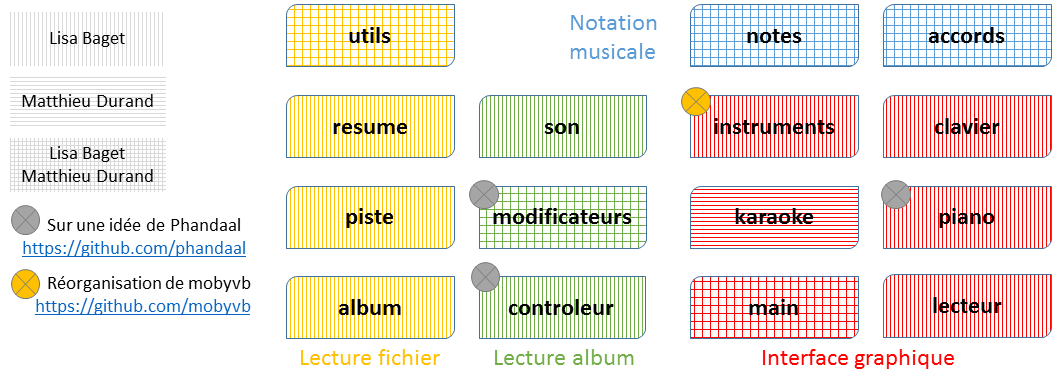 Lisa Baget
Matthieu Durand
Lisa Baget
Matthieu Durand
Sur une idée de Phandaal
https://github.com/phandaal
Réorganisation de mobyvb
https://github.com/mobyvb
utils
Notation
musicale
notes
accords
resume
son
instruments
clavier
piste
modificateurs
karaoke
piano
album
controleur
main
lecteur
Lecture fichier
Lecture album
Interface graphique